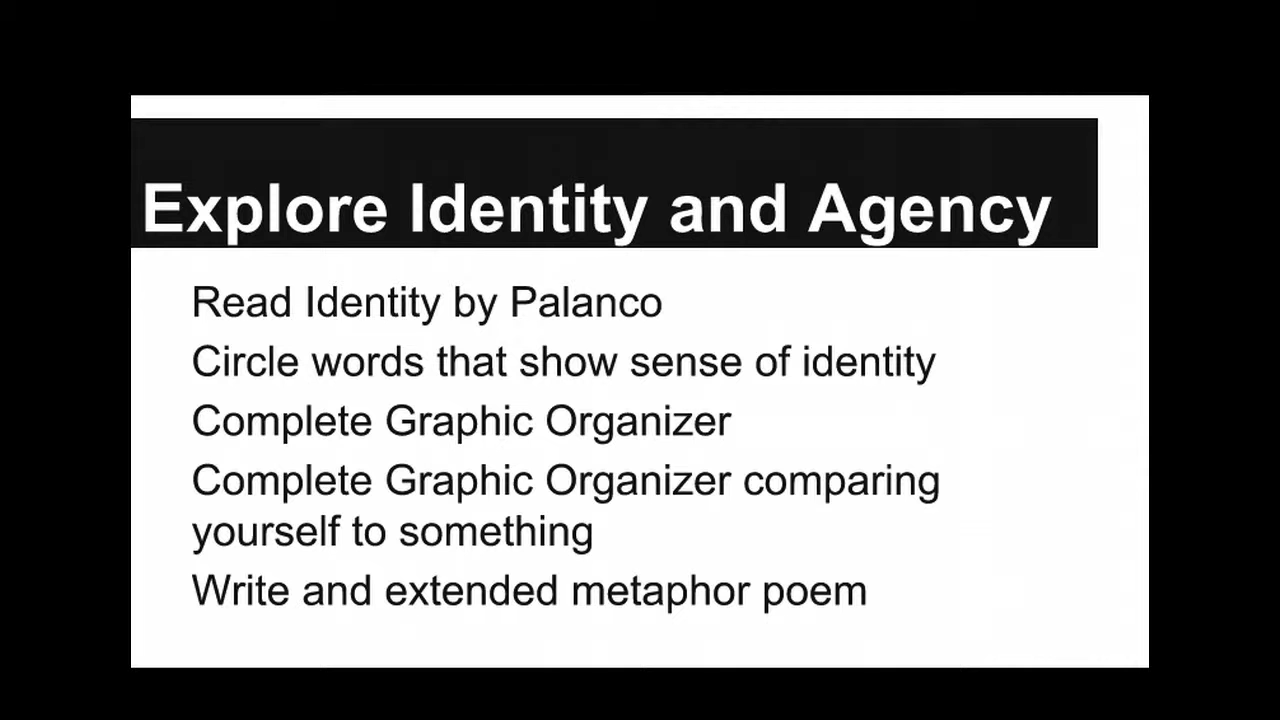 Explore Identity and Agency
Read Identity by Palanco
Circle words that show sense of identity
Complete Graphic Organizer
Complete Graphic Organizer comparing
yourself to something
Write and extended metaphor poem